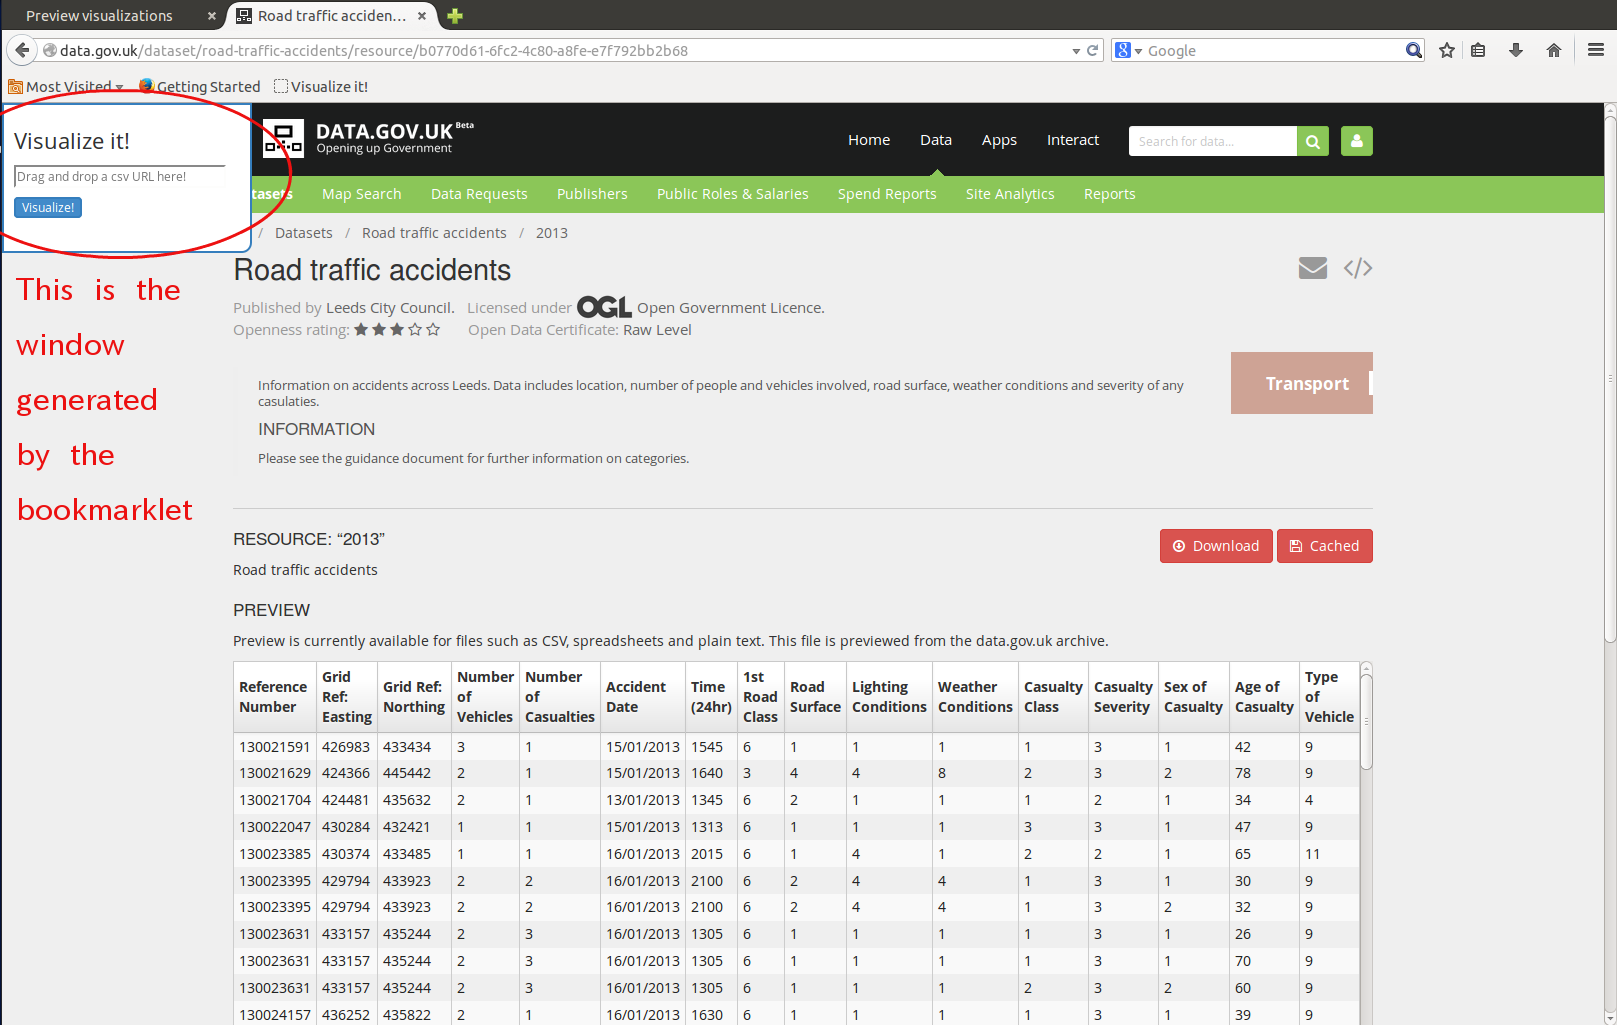 Preview visualizations
Road traffic acciden...
data.gov.uk/dataset/road-traffic-accidents/resource/b0770d61-6fc2-4c80-a8fe-e7f792bb2b68
Google
Most Visited
Getting Started
Visualize it!
Visualize it!
Drag and drop a csv URL here!
Visualize!
This is the
window
generated
by the
bookmarklet
DATA.GOV.UK Beta
Opening up Government
Home Data Apps Interact
Search for data...
tasets Map Search Data Requests Publishers Public Roles & Salaries Spend Reports Site Analytics Reports
/ Datasets / Road traffic accidents / 2013
Road traffic accidents
Published by Leeds City Council. Licensed under OGL Open Government Licence.
Openness rating: Open Data Certificate: Raw Level
Information on accidents across Leeds. Data includes location, number of people and vehicles involved, road surface, weather conditions and severity of any
casulaties.
INFORMATION
Please see the guidance document for further information on categories.
Transport
RESOURCE: “2013”
Download
Cached
Road traffic accidents
PREVIEW
Preview is currently available for files such as CSV, spreadsheets and plain text. This file is previewed from the data.gov.uk archive.
Reference Number Grid Ref: Easting Grid Ref: Northing Number of Vehicles Number of Casualties Accident Date Time (24hr) 1st Road Class Road Surface Lighting Conditions Weather Conditions Casualty Class Casualty Severity Sex of Casualty Age of Casualty Type of Vehicle
130021591 426983 433434 3 1 15/01/2013 1545 6 1 1 1 1 3 1 42 9
130021629 424366 445442 2 1 15/01/2013 1640 3 4 4 8 2 3 2 78 9
130021704 424481 435632 2 1 13/01/2013 1345 6 2 1 1 1 2 1 34 4
130022047 430284 432421 1 1 15/01/2013 1313 6 1 1 1 3 3 1 47 9
130023385 430374 433485 1 1 16/01/2013 2015 6 1 4 1 2 2 1 65 11
130023395 429794 433923 2 2 16/01/2013 2100 6 2 4 4 1 3 1 30 9
130023395 429794 433923 2 2 16/01/2013 2100 6 2 4 4 1 3 2 32 9
130023631 433157 435244 2 3 16/01/2013 1305 6 1 1 1 1 3 1 26 9
130023631 433157 435244 2 3 16/01/2013 1305 6 1 1 1 1 3 1 70 9
130023631 433157 435244 2 3 16/01/2013 1305 6 1 1 1 2 3 2 60 9
130024157 436252 435822 2 1 16/01/2013 1630 6 1 1 1 1 3 1 39 9